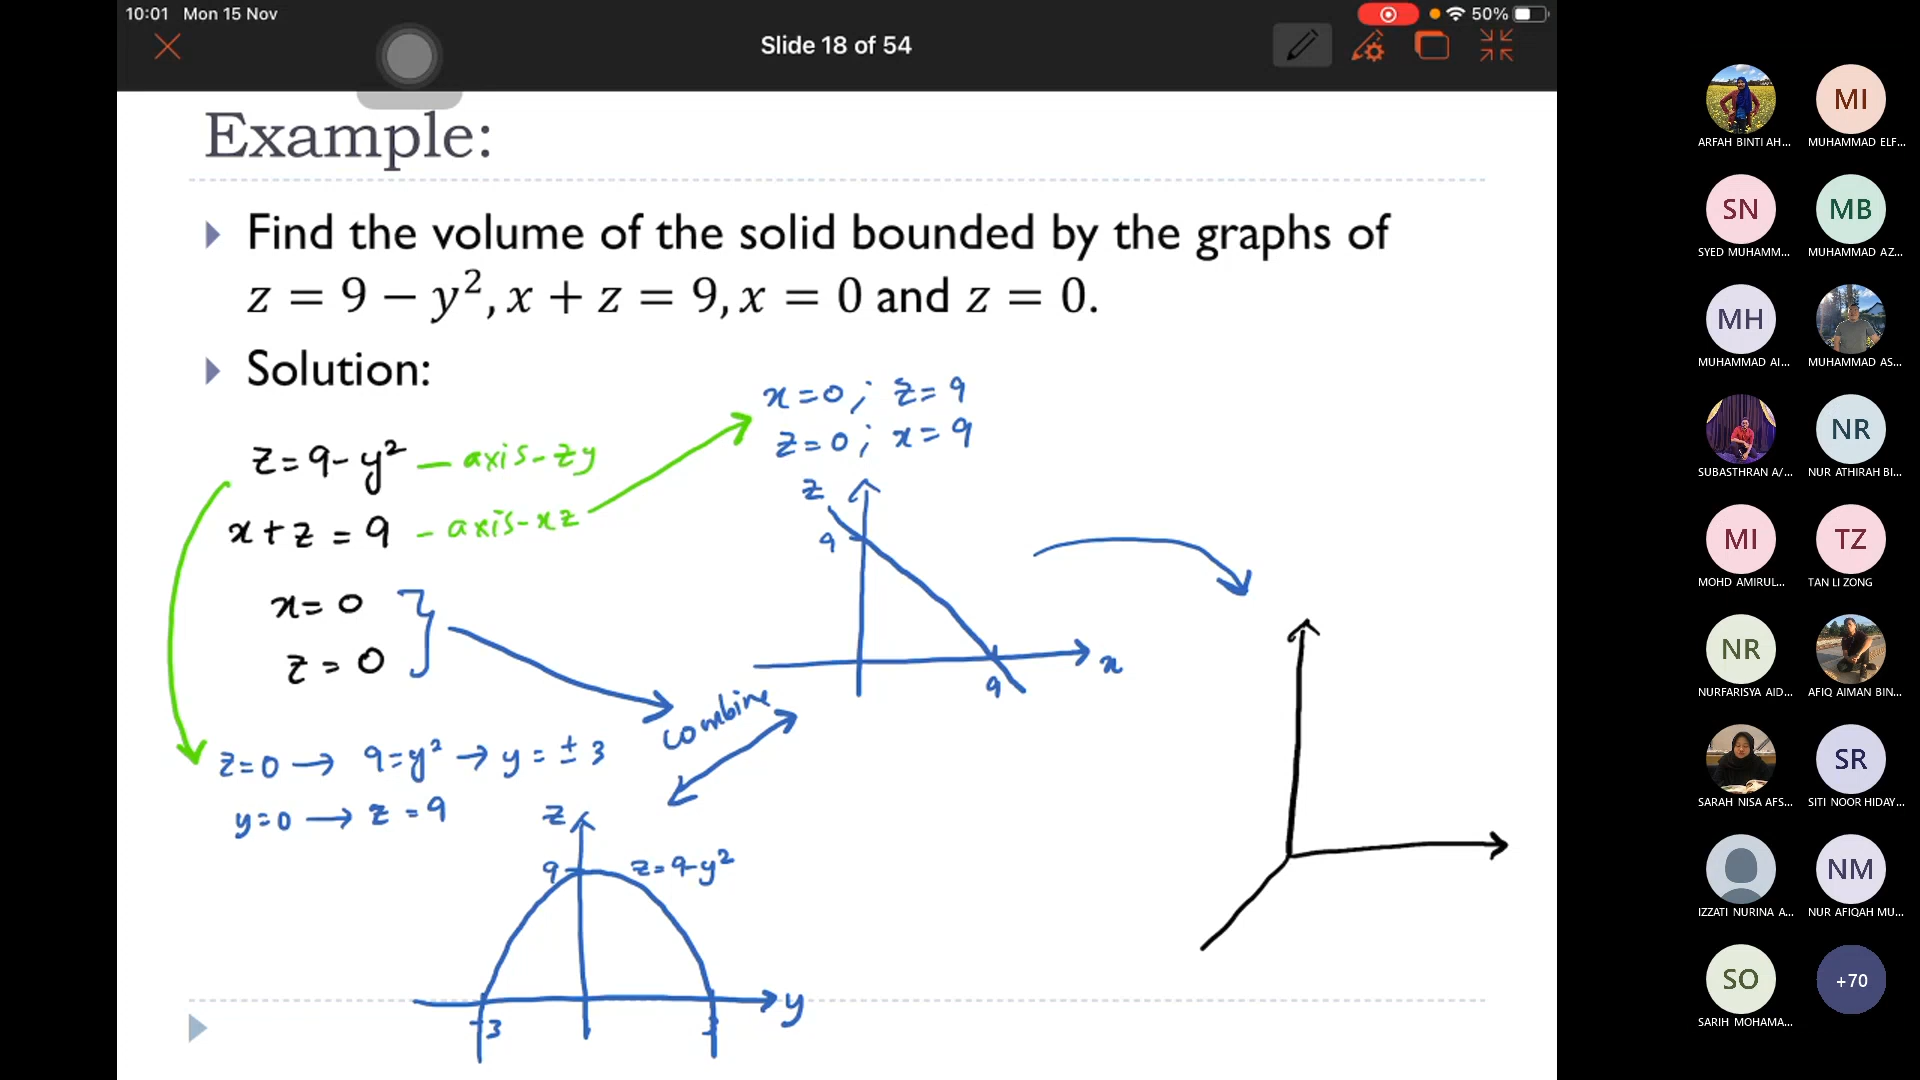 10:01 Mon 15 Nov
50%
Slide 18 of 54
Example:
Find the volume of the solid bounded by the graphs of
z = 9 − y², x + z = 9, x = 0 and z = 0.
Solution:
z = 9 - y² — axis-zy
x + z = 9 - axis-xz
x = 0
z = 0
x = 0 ; z = 9
z = 0 ; x = 9
z
9
9
x
combine
z=0 → 9=y² → y = ± 3
y=0 → z = 9
z
9
z=9-y²
-3
3
y
ARFAH BINTI AH...
MI
MUHAMMAD ELF...
SN
SYED MUHAMM...
MB
MUHAMMAD AZ...
MH
MUHAMMAD AI...
MUHAMMAD AS...
SUBASTHRAN A/...
NR
NUR ATHIRAH BI...
MI
MOHD AMIRUL...
TZ
TAN LI ZONG
NR
NURFARISYA AID...
AFIQ AIMAN BIN...
SARAH NISA AFS...
SR
SITI NOOR HIDAY...
IZZATI NURINA A...
NM
NUR AFIQAH MU...
SO
SARIH MOHAMA...
+70